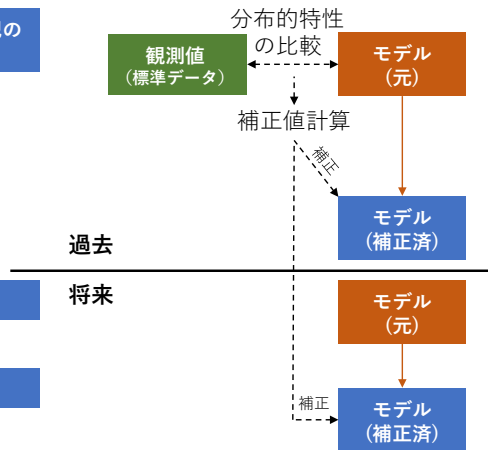 の
分布的特性
の比較
観測値
(標準データ)
モデル
(元)
補正値計算
補正
モデル
(補正済)
過去
将来
モデル
(元)
補正
モデル
(補正済)